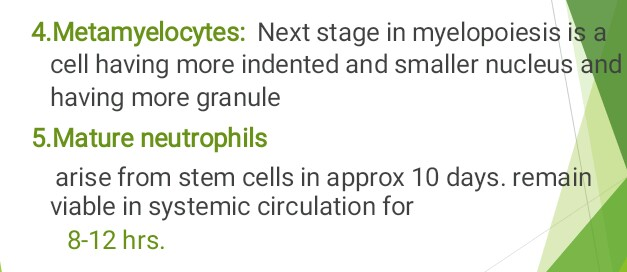 4.Metamyelocytes: Next stage in myelopoiesis is a
cell having more indented and smaller nucleus and
having more granule
5.Mature neutrophils
arise from stem cells in approx 10 days. remain
viable in systemic circulation for
8-12 hrs.